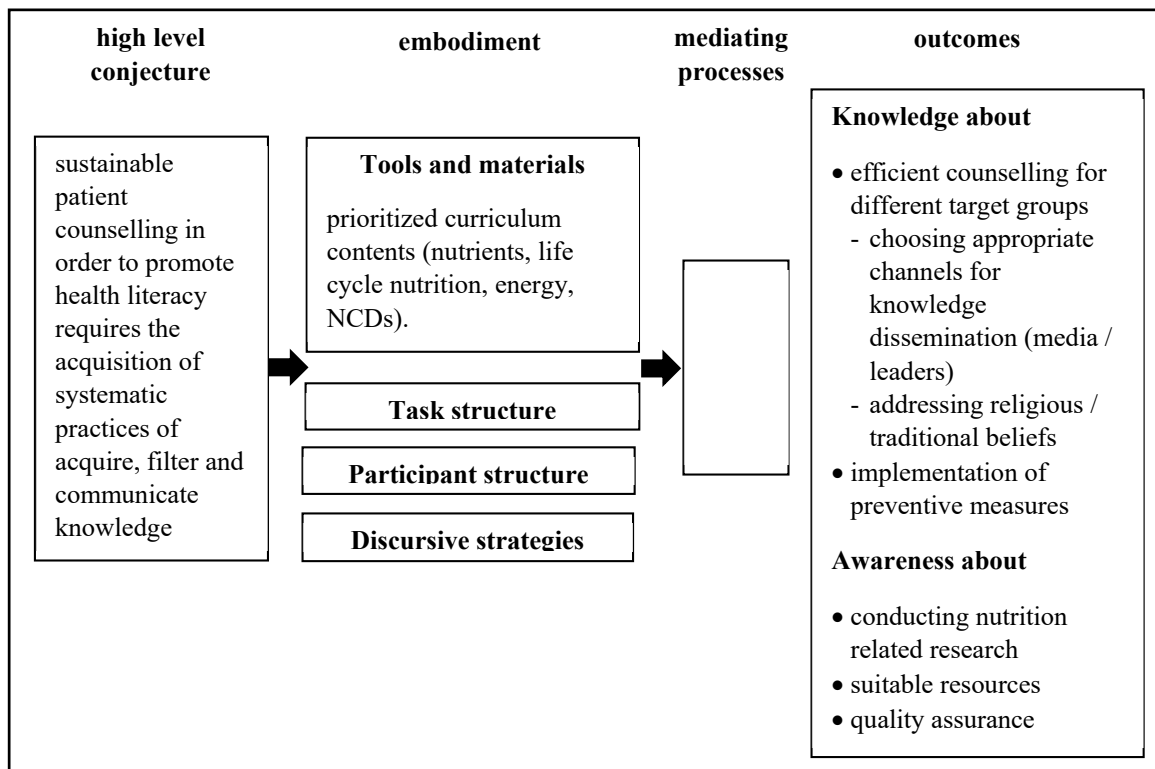 high level
conjecture
embodiment
mediating
processes
outcomes
sustainable
patient
counselling in
order to promote
health literacy
requires the
acquisition of
systematic
practices of
acquire, filter and
communicate
knowledge
Tools and materials
prioritized curriculum
contents (nutrients, life
cycle nutrition, energy,
NCDs).
Task structure
Participant structure
Discursive strategies
Knowledge about
• efficient counselling for
different target groups
- choosing appropriate
channels for
knowledge
dissemination (media /
leaders)
- addressing religious /
traditional beliefs
• implementation of
preventive measures
Awareness about
• conducting nutrition
related research
• suitable resources
• quality assurance